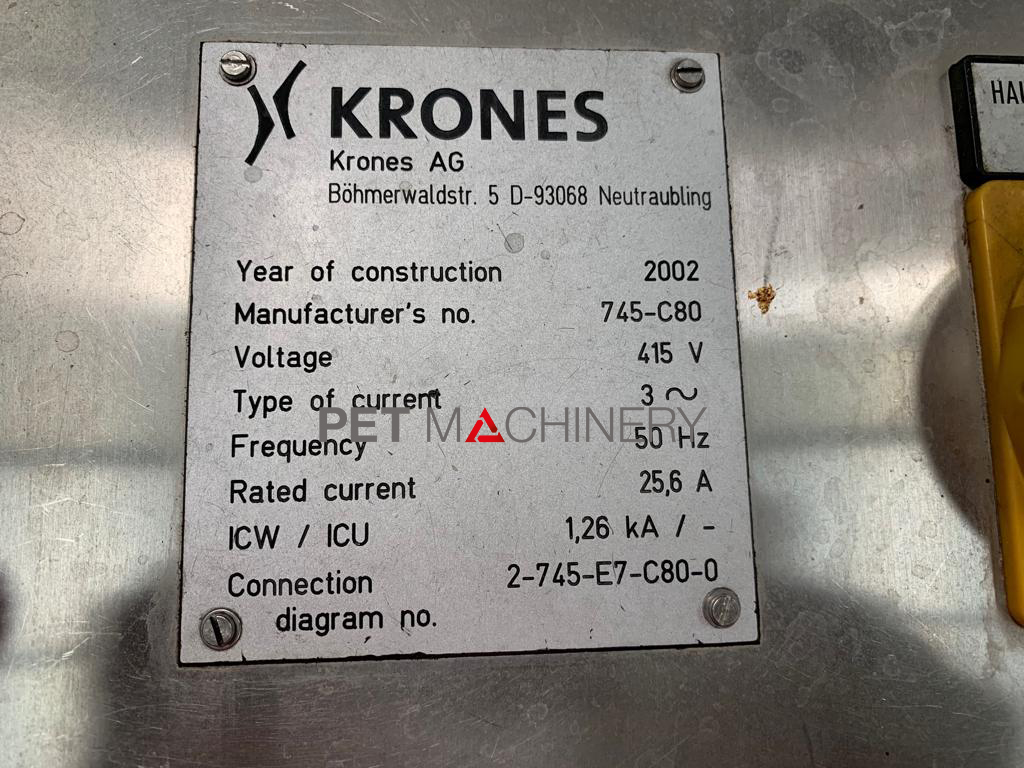 KRONES
Krones AG
Böhmerwaldstr. 5 D-93068 Neutraubling
Year of construction 2002
Manufacturer's no. 745-C80
Voltage 415 V
Type of current 3 ~
PET MACHINERY
Frequency 50 Hz
Rated current 25,6 A
ICW / ICU 1,26 kA / -
Connection 2-745-E7-C80-0
diagram no.